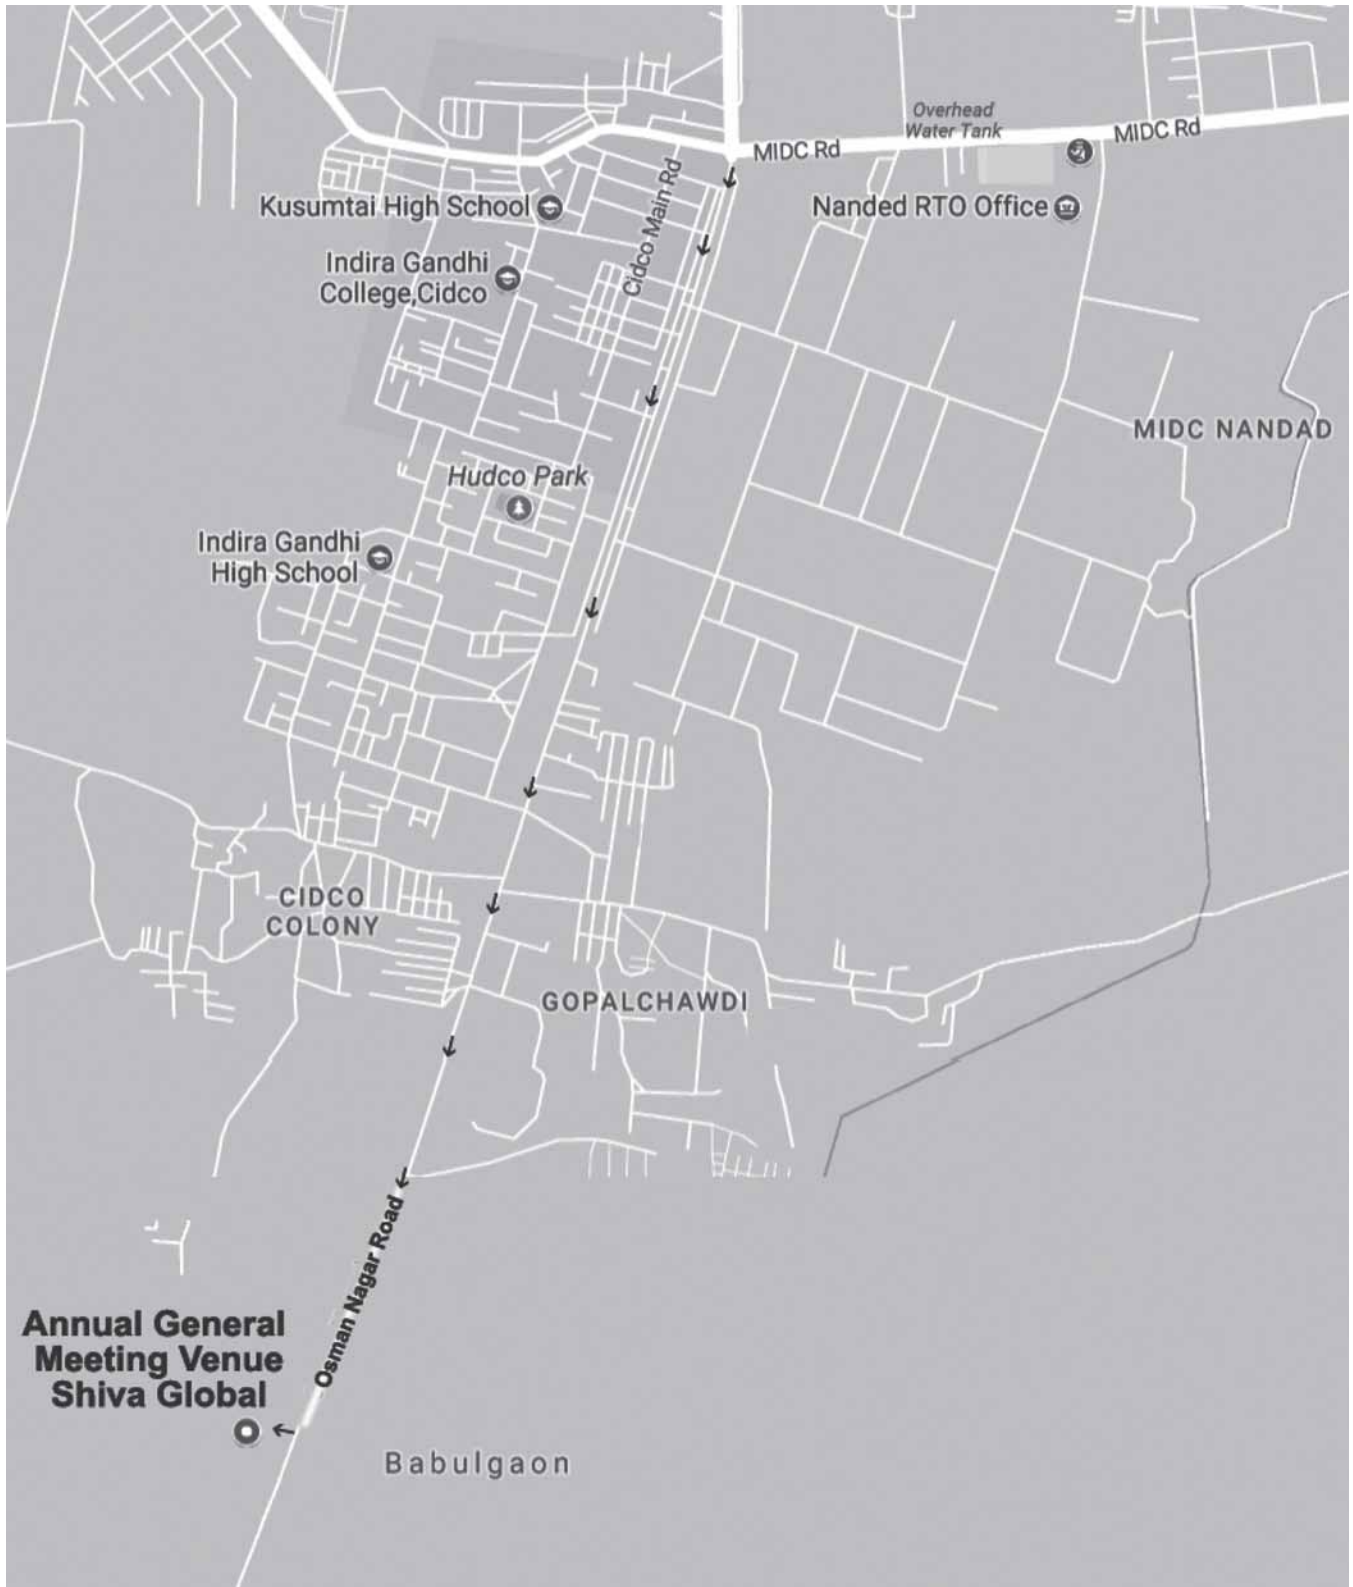 Overhead
Water Tank
MIDC Rd
MIDC Rd
Cidco Main Rd
Kusumtai High School
Nanded RTO Office
Indira Gandhi
College,Cidco
MIDC NANDAD
Hudco Park
Indira Gandhi
High School
CIDCO
COLONY
GOPALCHAWDI
Osman Nagar Road
Annual General
Meeting Venue
Shiva Global
Babulgaon